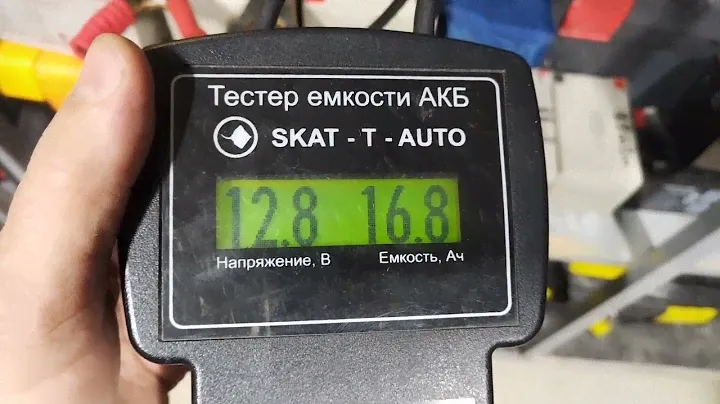 Тестер емкости АКБ
SKAT - T - AUTO
12.8 16.8
Напряжение, В Емкость, Ач